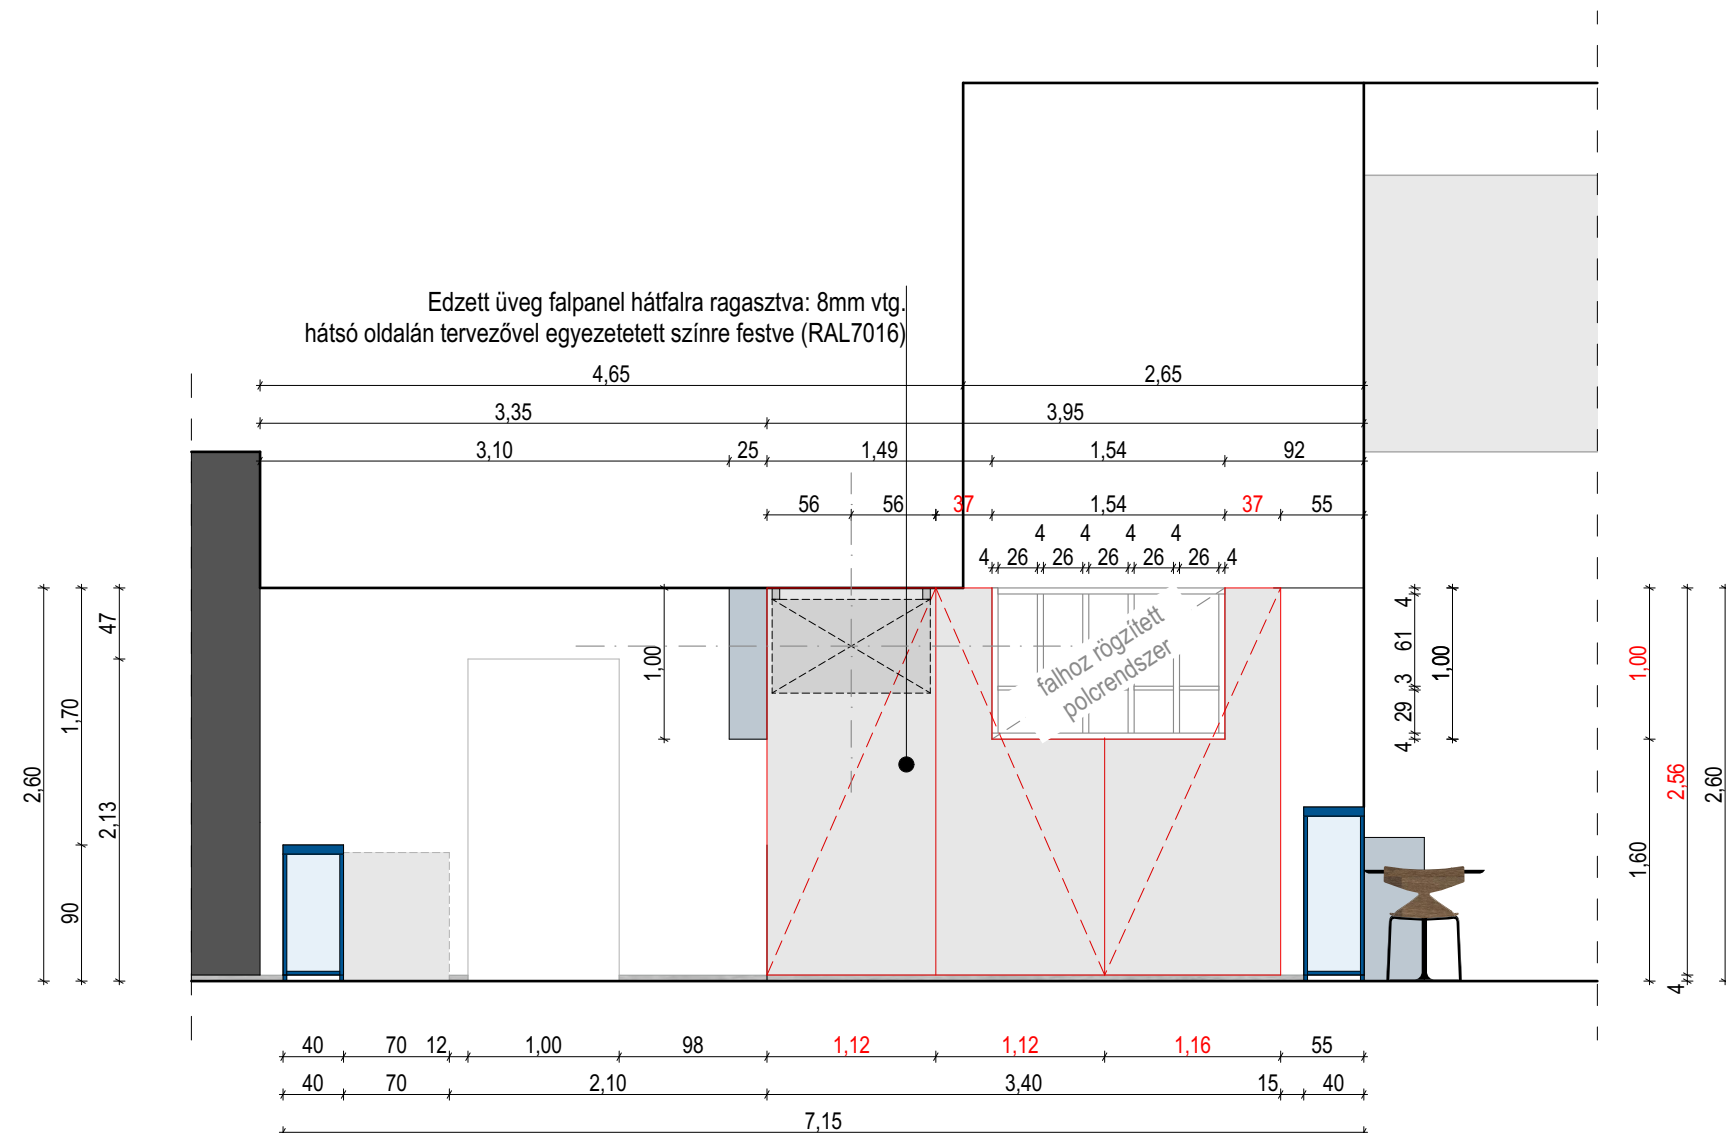 Edzett üveg falpanel hátfalra ragasztva: 8mm vtg.
hátsó oldalán tervezővel egyezetetett színre festve (RAL7016)
4,65 2,65
3,35 3,95
3,10 25 1,49 1,54 92
56 56 37 1,54 37 55
4 4 4 4
4 26 26 26 26 26 4
falhoz rögzített
polcrendszer
2,60
1,70
90
47
2,13
1,00
4
61
3
29
4
1,00
1,00
1,60
2,56
4
2,60
40 70 12 1,00 98 1,12 1,12 1,16 55
40 70 2,10 3,40 15 40
7,15